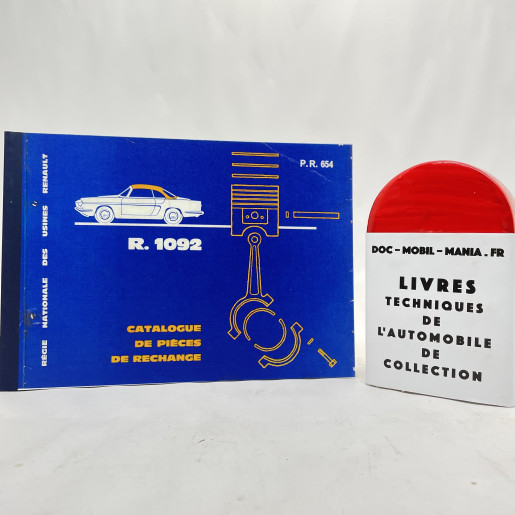 RÉGIE NATIONALE DES USINES RENAULT
P.R. 654
R. 1092
CATALOGUE
DE PIÈCES
DE RECHANGE
DOC-MOBIL-MANIA.FR
LIVRES
TECHNIQUES
DE
L'AUTOMOBILE
DE
COLLECTION